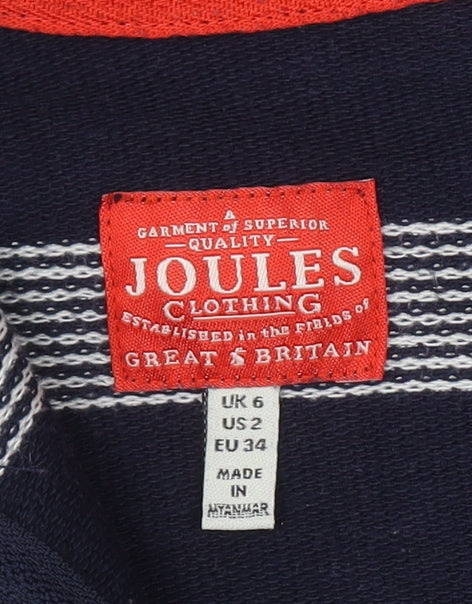 A
GARMENT of SUPERIOR
QUALITY
JOULES
CLOTHING
ESTABLISHED in the FIELDS of
GREAT & BRITAIN
UK 6
US 2
EU 34
MADE
IN
MYANMAR